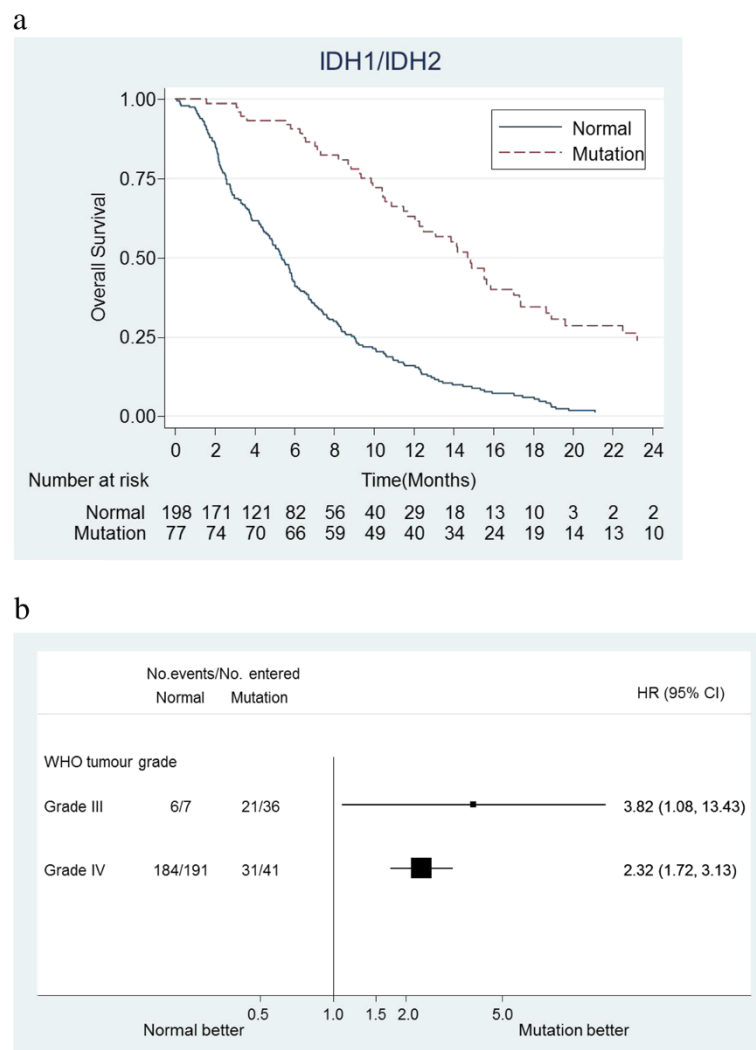 a
IDH1/IDH2
1.00
0.75
0.50
0.25
0.00
Overall Survival
Normal
Mutation
0 2 4 6 8 10 12 14 16 18 20 22 24
Number at risk Time(Months)
Normal 198 171 121 82 56 40 29 18 13 10 3 2 2
Mutation 77 74 70 66 59 49 40 34 24 19 14 13 10
b
No.events/No. entered
Normal Mutation HR (95% CI)
WHO tumour grade
Grade III 6/7 21/36 3.82 (1.08, 13.43)
Grade IV 184/191 31/41 2.32 (1.72, 3.13)
0.5 1.0 1.5 2.0 5.0
Normal better Mutation better